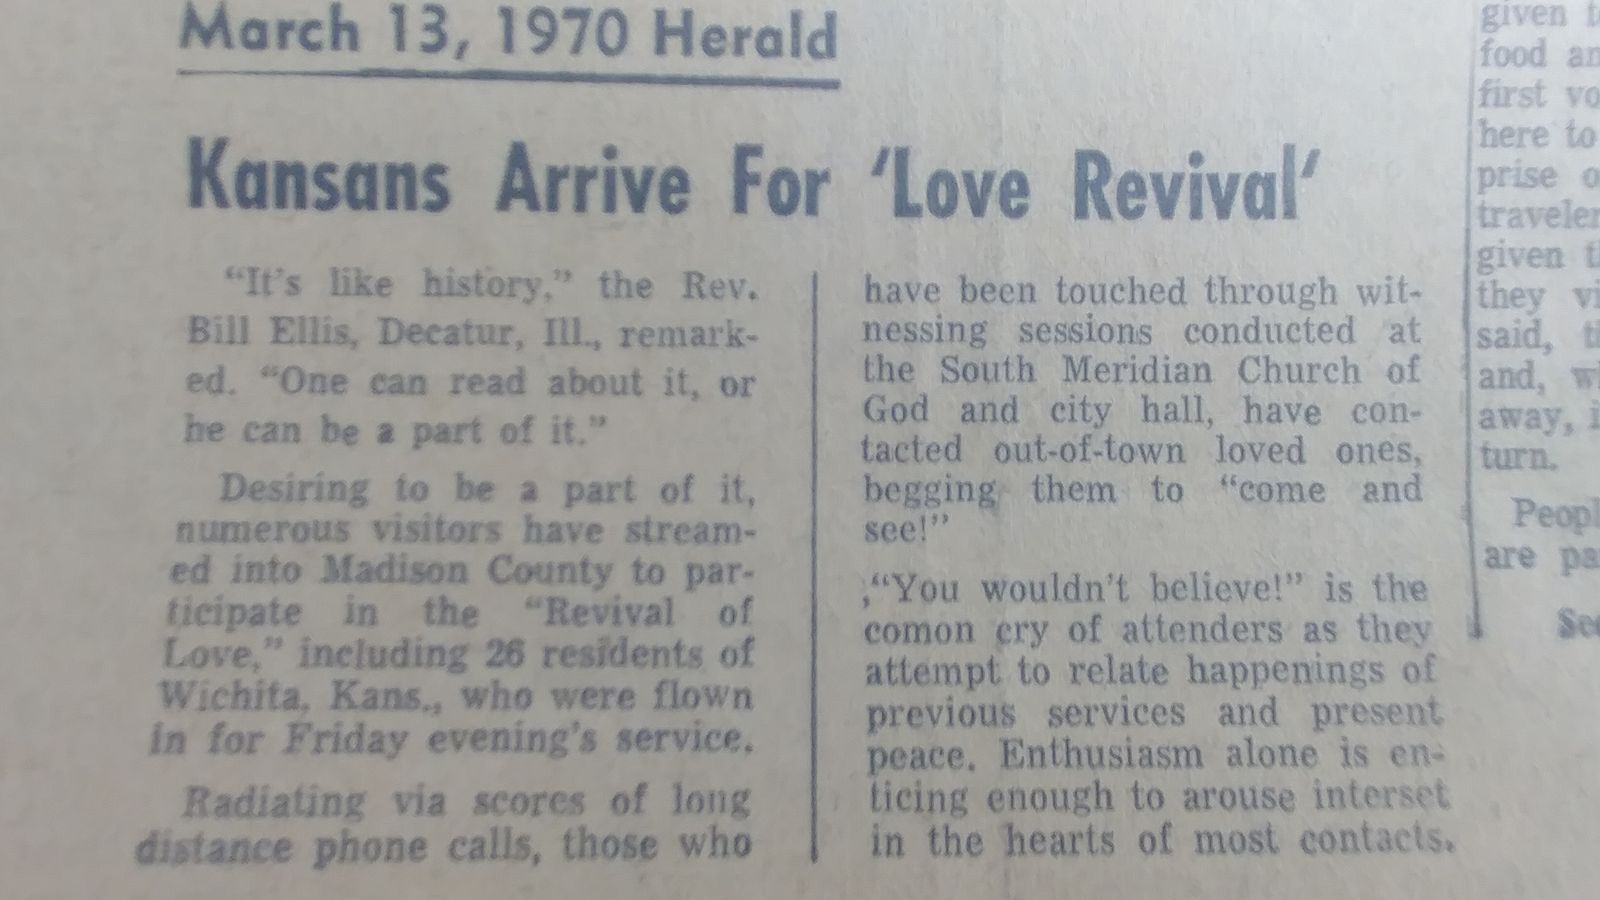 March 13, 1970 Herald
Kansans Arrive For 'Love Revival'
"It's like history," the Rev.
Bill Ellis, Decatur, Ill., remark-
ed. "One can read about it, or
he can be a part of it."
Desiring to be a part of it,
numerous visitors have stream-
ed into Madison County to par-
ticipate in the "Revival of
Love," including 26 residents of
Wichita, Kans., who were flown
in for Friday evening's service.
Radiating via scores of long
distance phone calls, those who
have been touched through wit-
nessing sessions conducted at
the South Meridian Church of
God and city hall, have con-
tacted out-of-town loved ones,
begging them to "come and
see!"
,"You wouldn't believe!" is the
comon cry of attenders as they
attempt to relate happenings of
previous services and present
peace. Enthusiasm alone is en-
ticing enough to arouse interset
in the hearts of most contacts.
given
food
first
here to
prise
given
they
said,
and,
away,
turn.
are